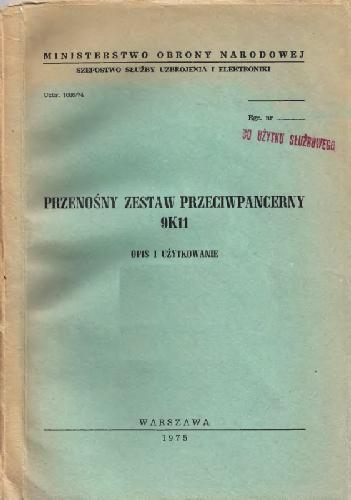 MINISTERSTWO OBRONY NARODOWEJ
SZEFOSTWO SŁUŻBY UZBROJENIA I ELEKTRONIKI
Uzbr. 1038/74
Egz. nr
DO UŻYTKU SŁUŻBOWEGO
PRZENOŚNY ZESTAW PRZECIWPANCERNY
9K11
OPIS I UŻYTKOWANIE
WARSZAWA
1975